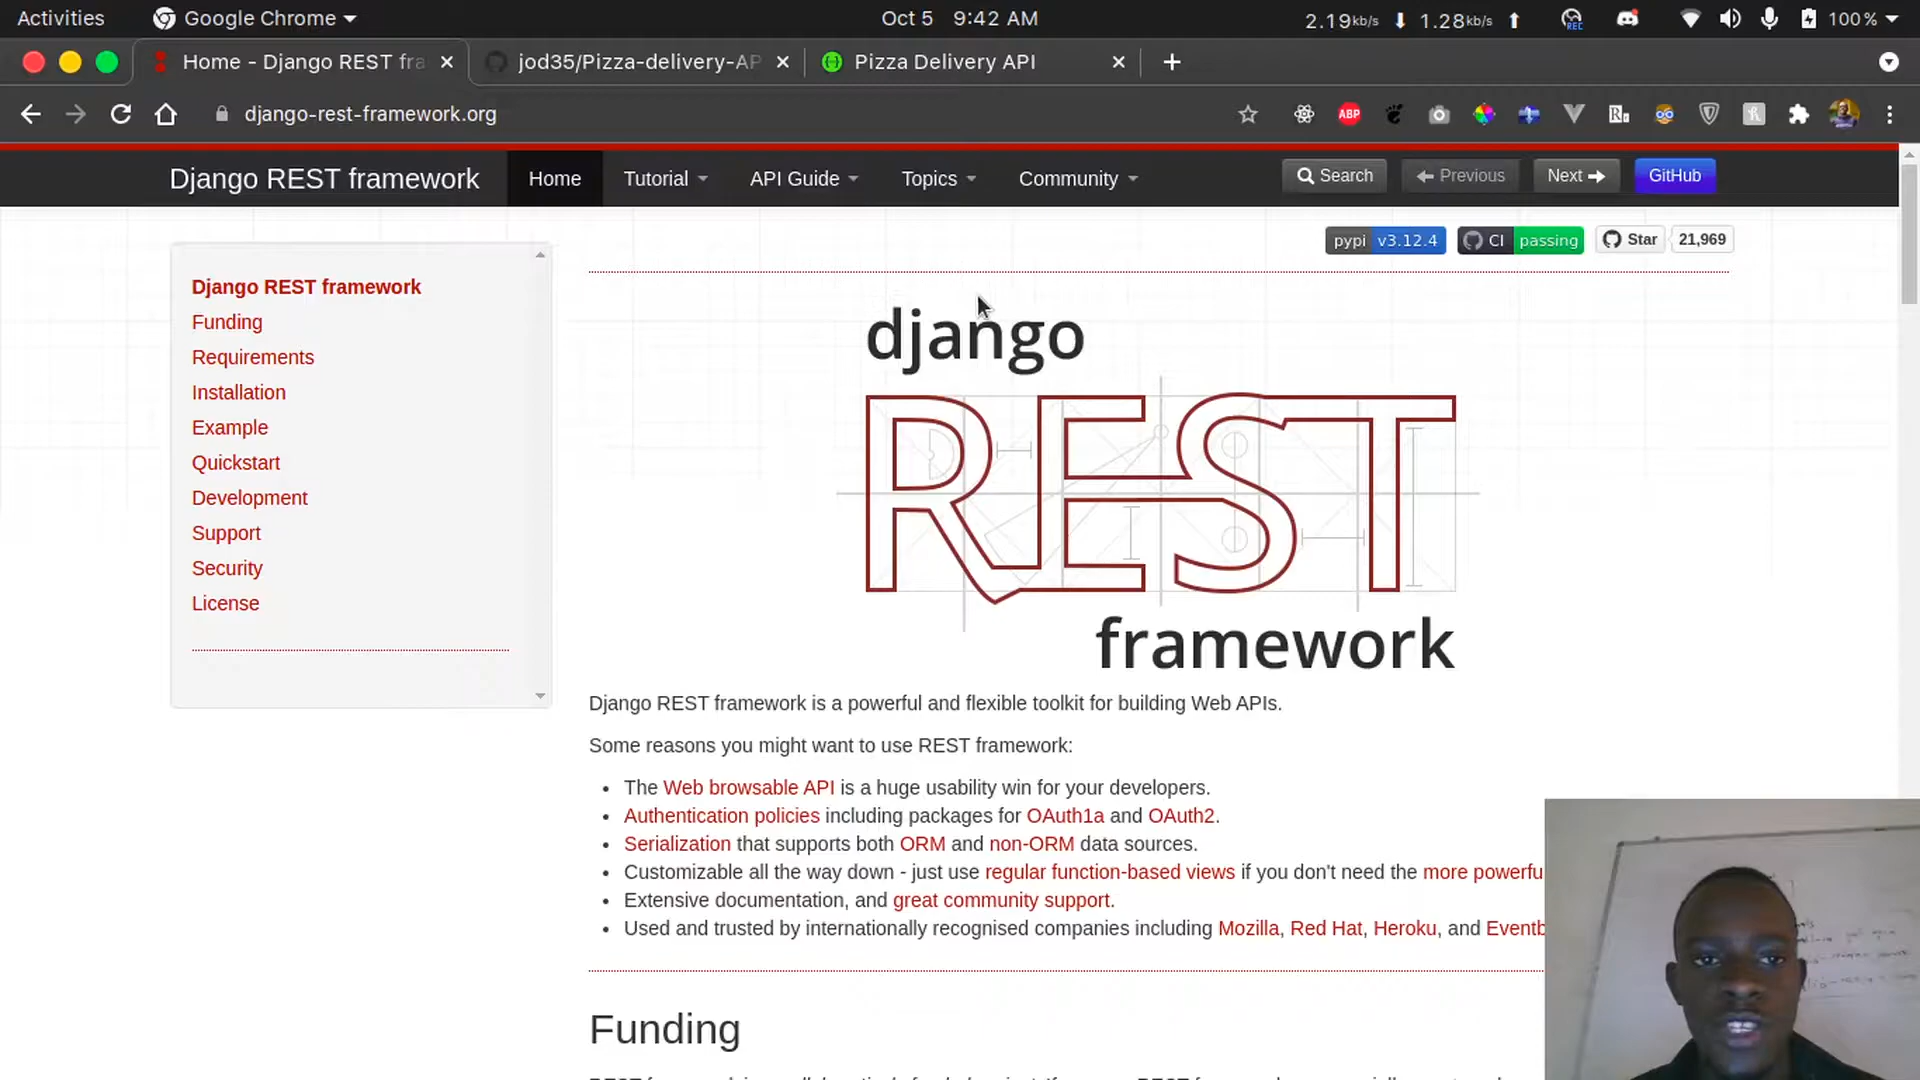 Activities
Google Chrome
Oct 5 9:42 AM
2.19kb/s 1.28kb/s
REC
100 %
Home - Django REST fra
jod35/Pizza-delivery-AP
Pizza Delivery API
django-rest-framework.org
ABP
Django REST framework
Home
Tutorial
API Guide
Topics
Community
Search
Previous
Next
GitHub
pypi v3.12.4
CI passing
Star 21,969
Django REST framework
Funding
Requirements
Installation
Example
Quickstart
Development
Support
Security
License
django
REST
framework
Django REST framework is a powerful and flexible toolkit for building Web APIs.
Some reasons you might want to use REST framework:
• The Web browsable API is a huge usability win for your developers.
• Authentication policies including packages for OAuth1a and OAuth2.
• Serialization that supports both ORM and non-ORM data sources.
• Customizable all the way down - just use regular function-based views if you don't need the more powerfu
• Extensive documentation, and great community support.
• Used and trusted by internationally recognised companies including Mozilla, Red Hat, Heroku, and Eventb
Funding